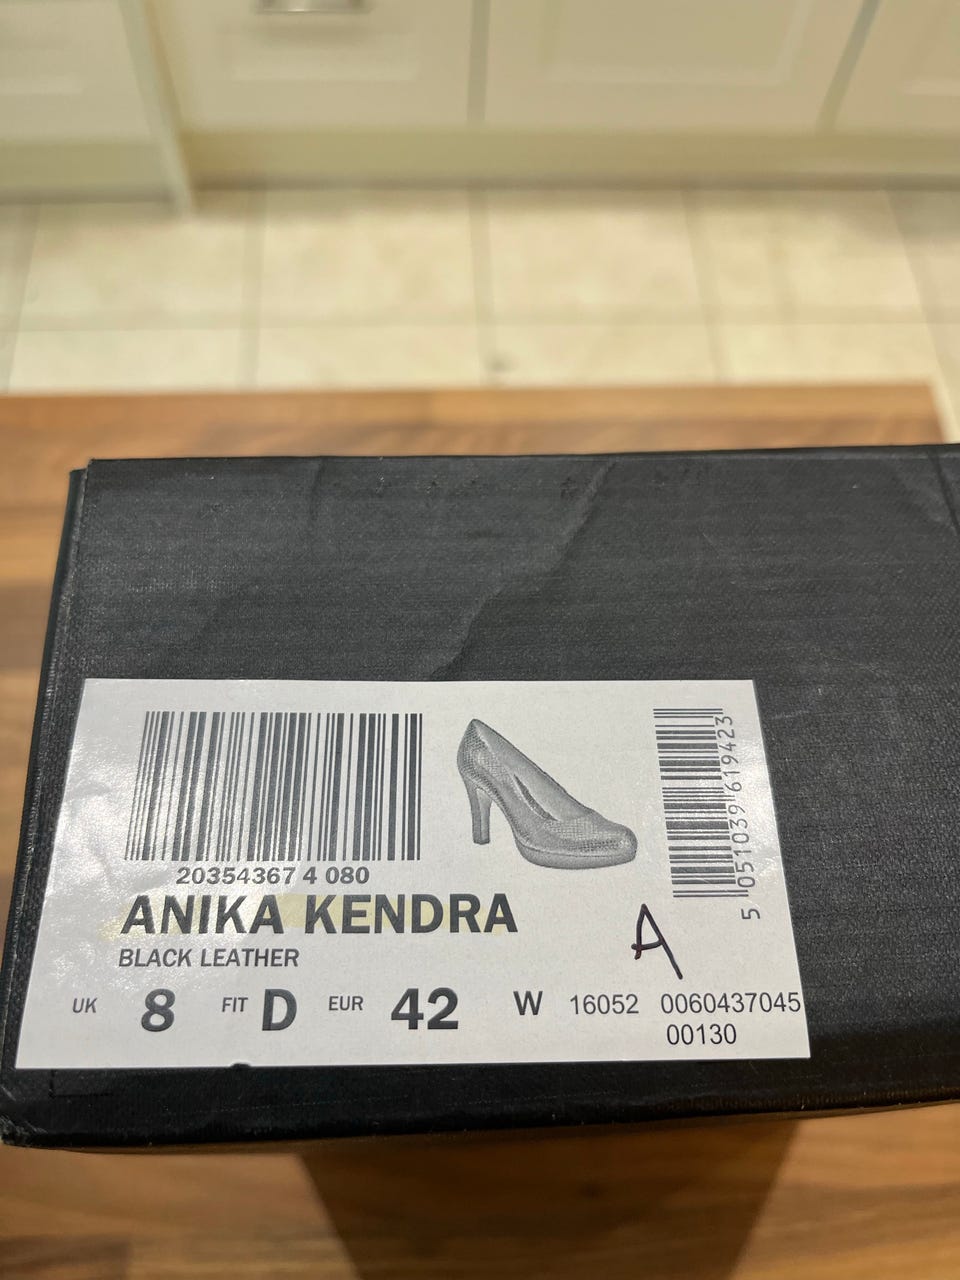 20354367 4 080
5 051039 619423
ANIKA KENDRA
BLACK LEATHER
A
UK 8 FIT D EUR 42 W 16052 0060437045
00130